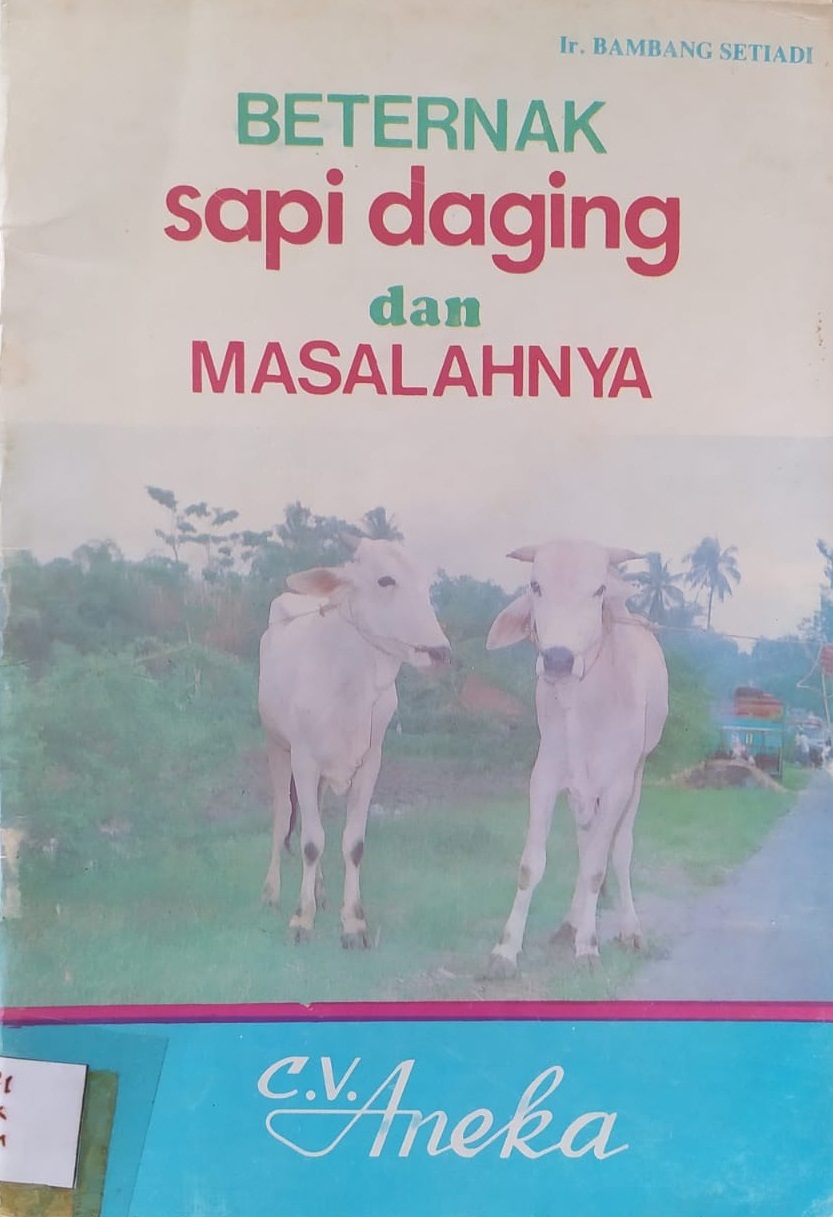 Ir. BAMBANG SETIADI
BETERNAK
sapi daging
dan
MASALAHNYA
C.V. Aneka